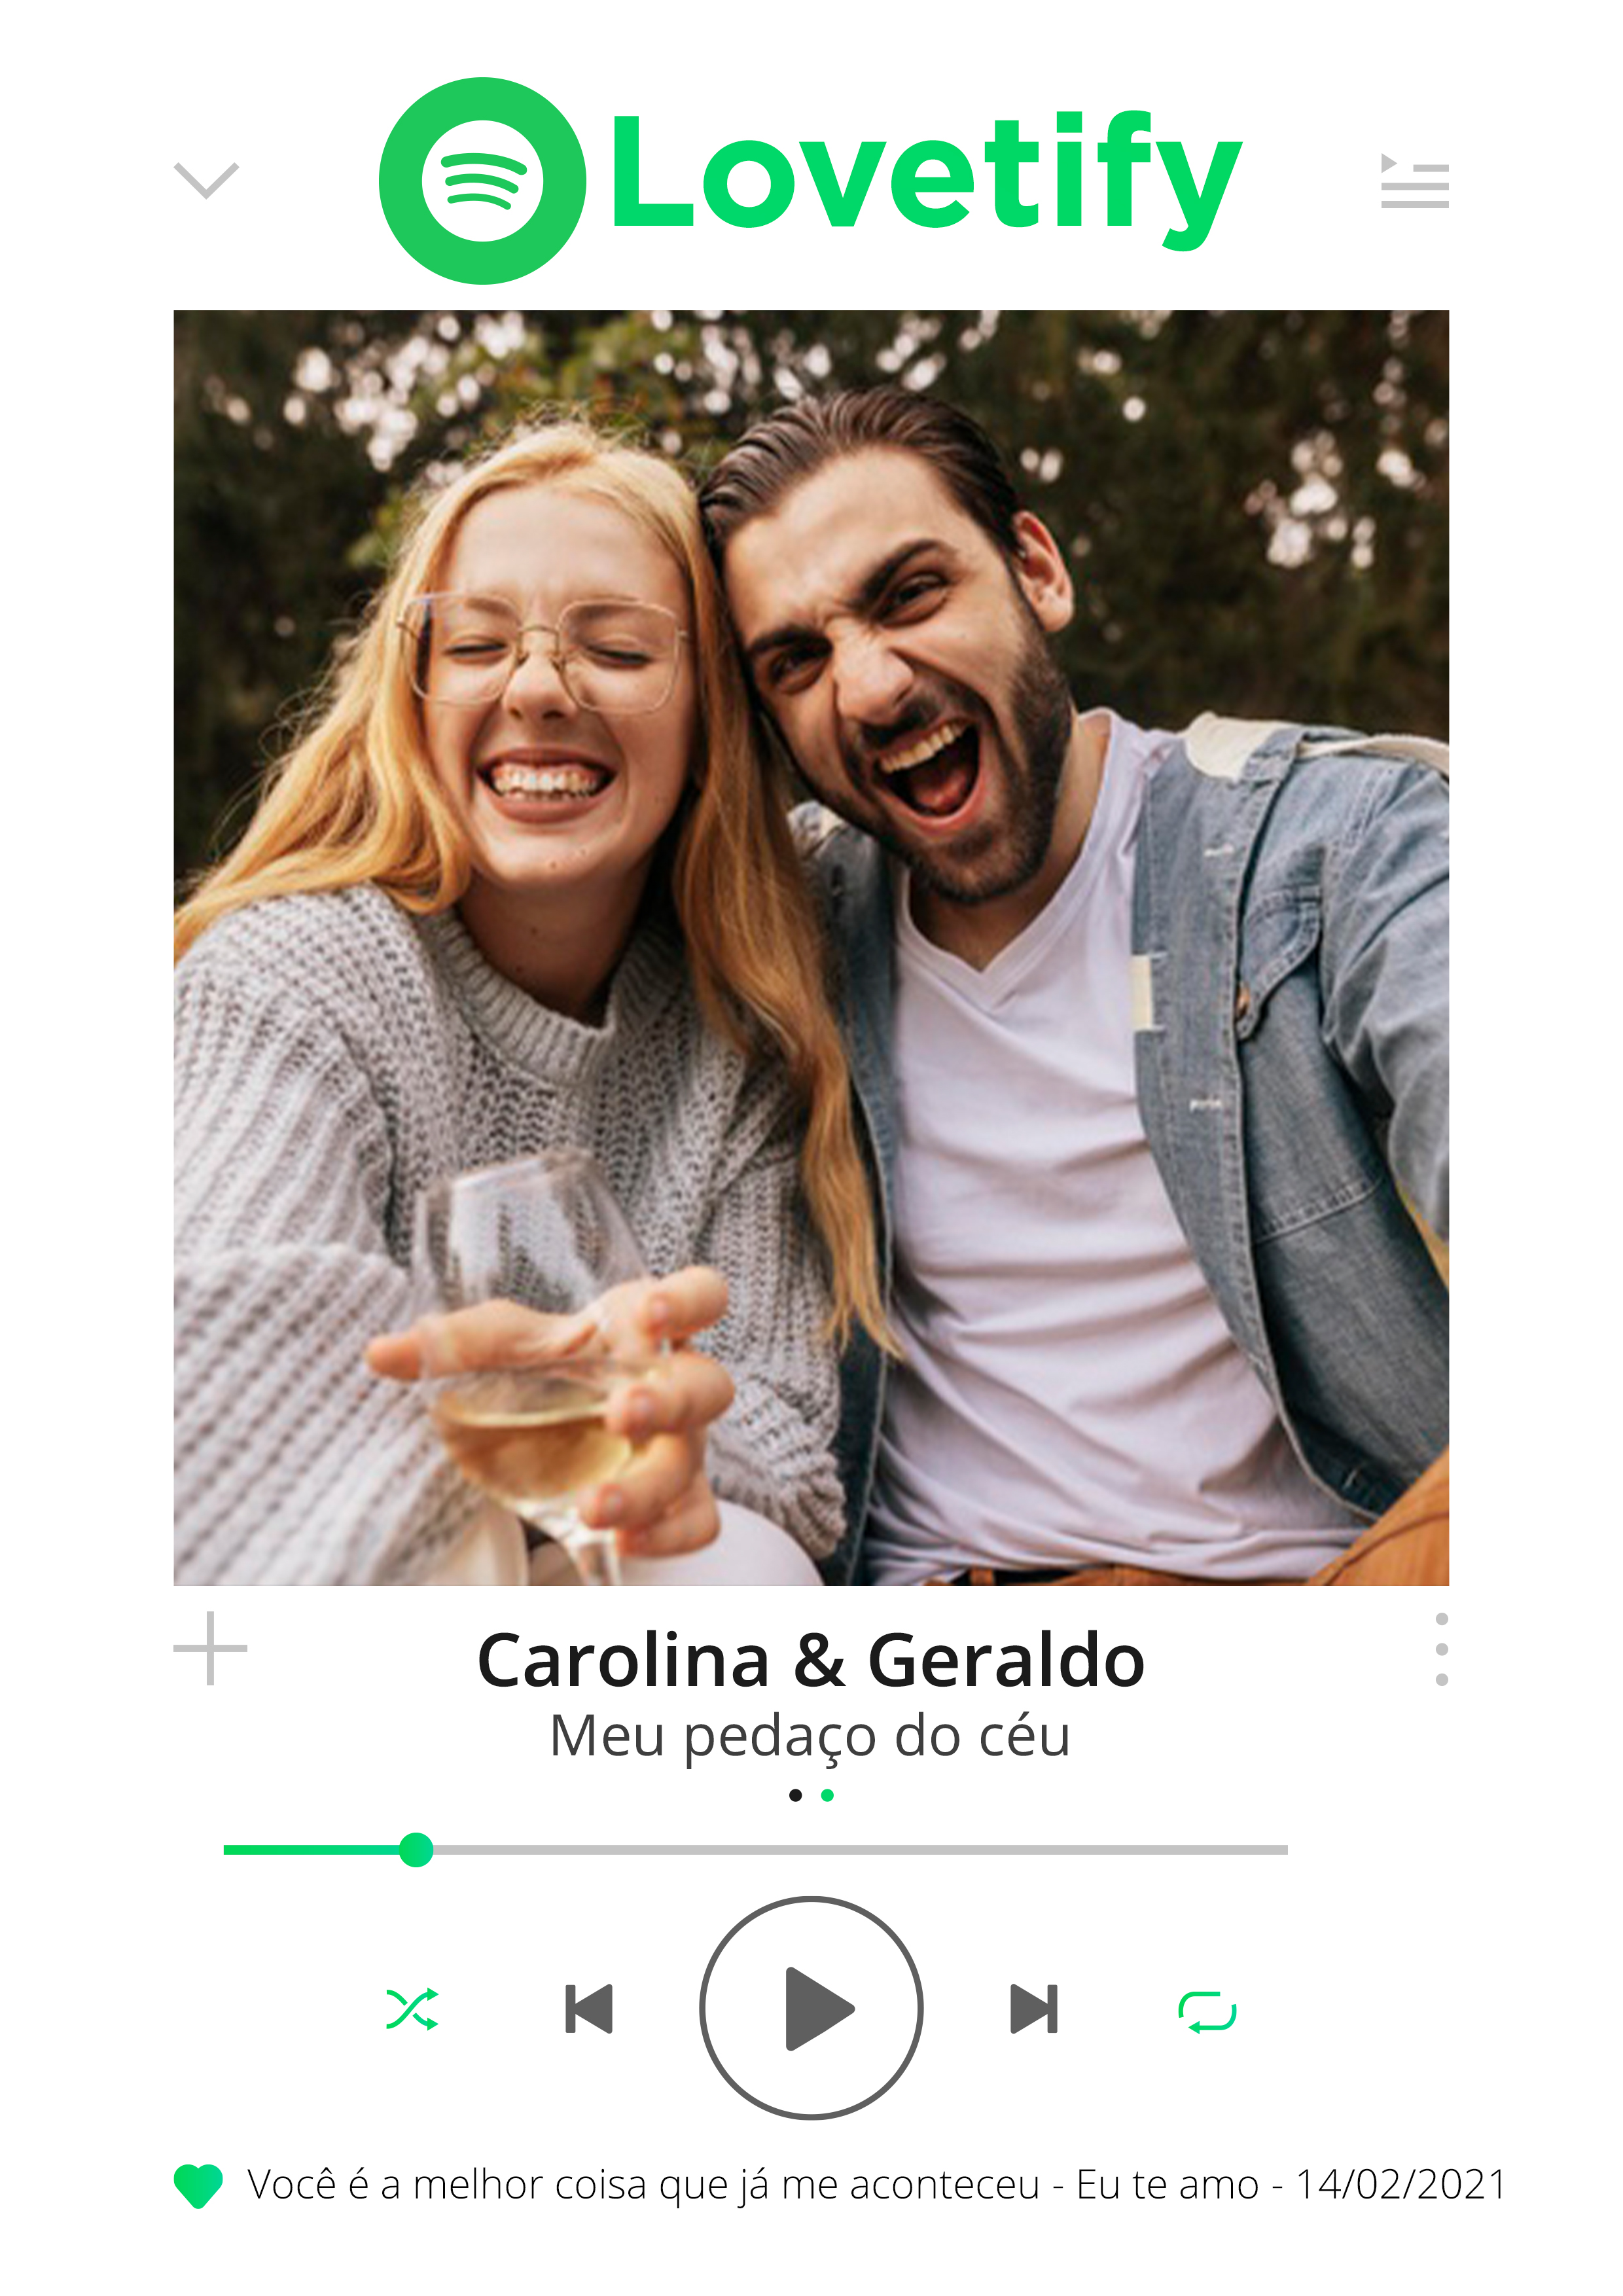 Lovetify
Carolina & Geraldo
Meu pedaço do céu
Você é a melhor coisa que já me aconteceu - Eu te amo - 14/02/2021